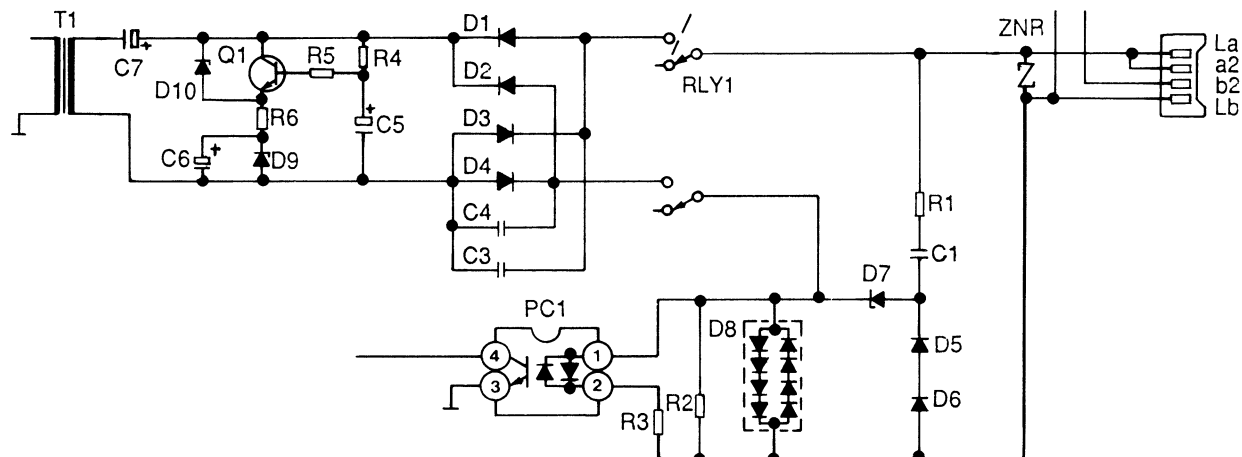 T1
C7
+
D10
Q1
R5
R4
R6
C6
+
D9
+
C5
D1
D2
D3
D4
C4
C3
RLY1
ZNR
La
a2
b2
Lb
R1
C1
D7
D5
D6
D8
PC1
4
1
3
2
R3
R2